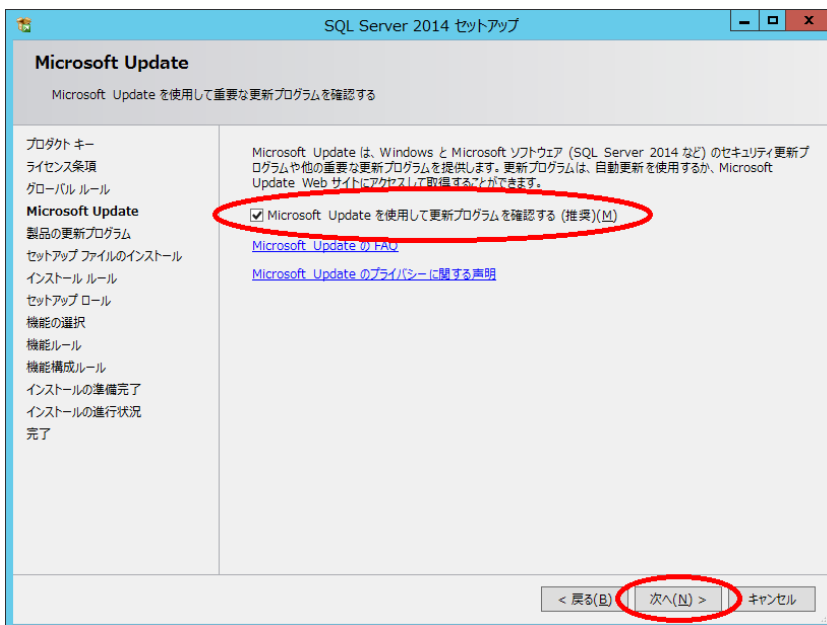 SQL Server 2014 セットアップ
Microsoft Update
Microsoft Update を使用して重要な更新プログラムを確認する
プロダクト キー
ライセンス条項
グローバル ルール
Microsoft Update
製品の更新プログラム
セットアップ ファイルのインストール
インストール ルール
セットアップ ロール
機能の選択
機能ルール
機能構成ルール
インストールの準備完了
インストールの進行状況
完了
Microsoft Update は、Windows と Microsoft ソフトウェア (SQL Server 2014 など) のセキュリティ更新プ
ログラムや他の重要な更新プログラムを提供します。更新プログラムは、自動更新を使用するか、Microsoft
Update Web サイトにアクセスして取得することができます。
Microsoft Update を使用して更新プログラムを確認する (推奨)(M)
Microsoft Update の FAQ
Microsoft Update のプライバシーに関する声明
< 戻る(B)
次へ(N) >
キャンセル